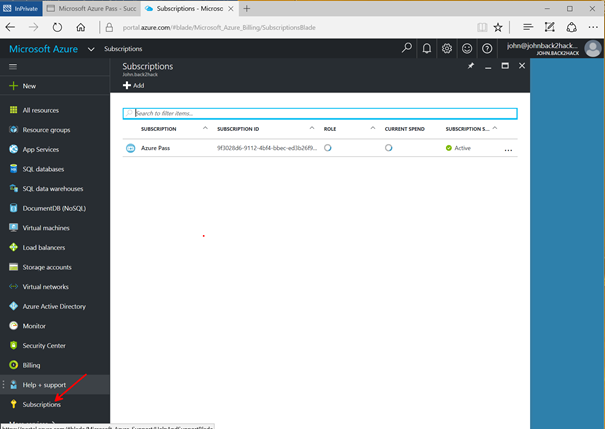 InPrivate
Microsoft Azure Pass - Succ
Subscriptions - Microso
portal.azure.com/#blade/Microsoft_Azure_Billing/SubscriptionsBlade
Microsoft Azure
Subscriptions
john@johnback2hack...
JOHN.BACK2HACK
Subscriptions
John.back2hack
Add
New
Search to filter items...
SUBSCRIPTION
SUBSCRIPTION ID
ROLE
CURRENT SPEND
SUBSCRIPTION S...
Azure Pass
9f3028d6-9112-4bf4-bbec-ed3b26f9...
Active
...
All resources
Resource groups
App Services
SQL databases
SQL data warehouses
DocumentDB (NoSQL)
Virtual machines
Load balancers
Storage accounts
Virtual networks
Azure Active Directory
Monitor
Security Center
Billing
Help + support
Subscriptions
https://portal.azure.com/#blade/Microsoft_Azure_Support/HelpAndSupportBlade